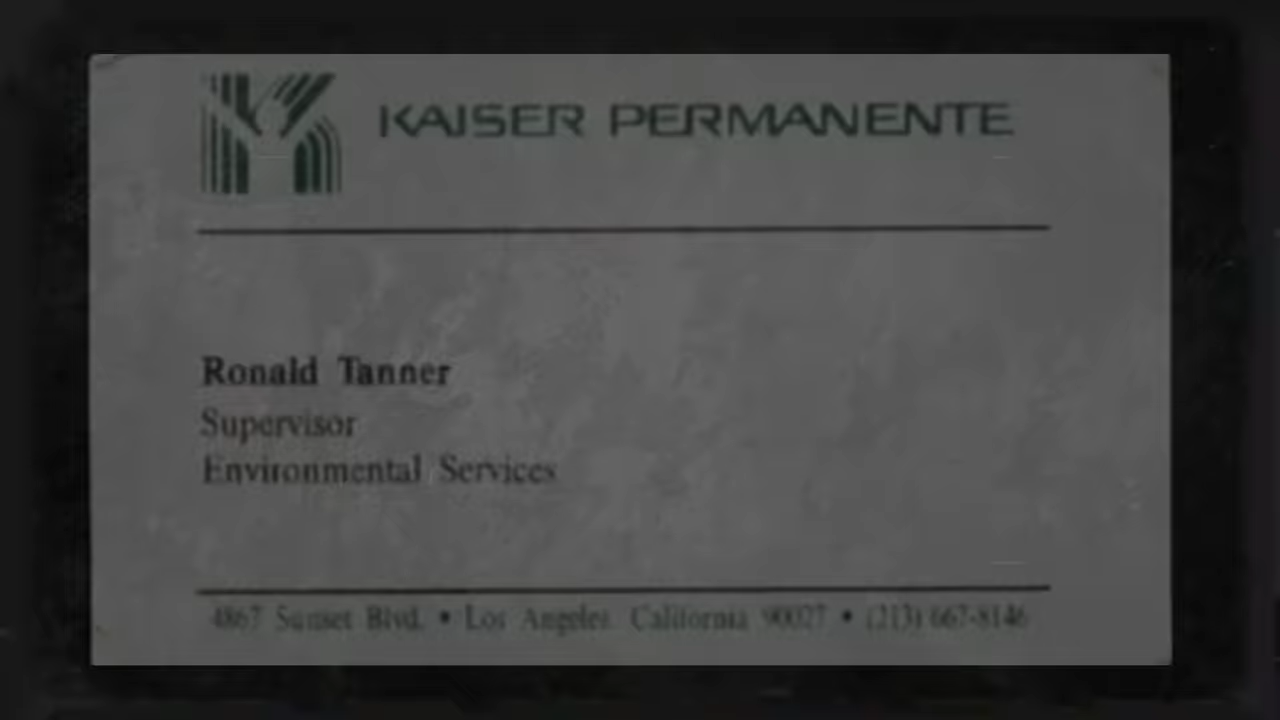 KAISER PERMANENTE
Ronald Tanner
Supervisor
Environmental Services
4867 Sunset Blvd. • Los Angeles California 90027 • (213) 667-8146